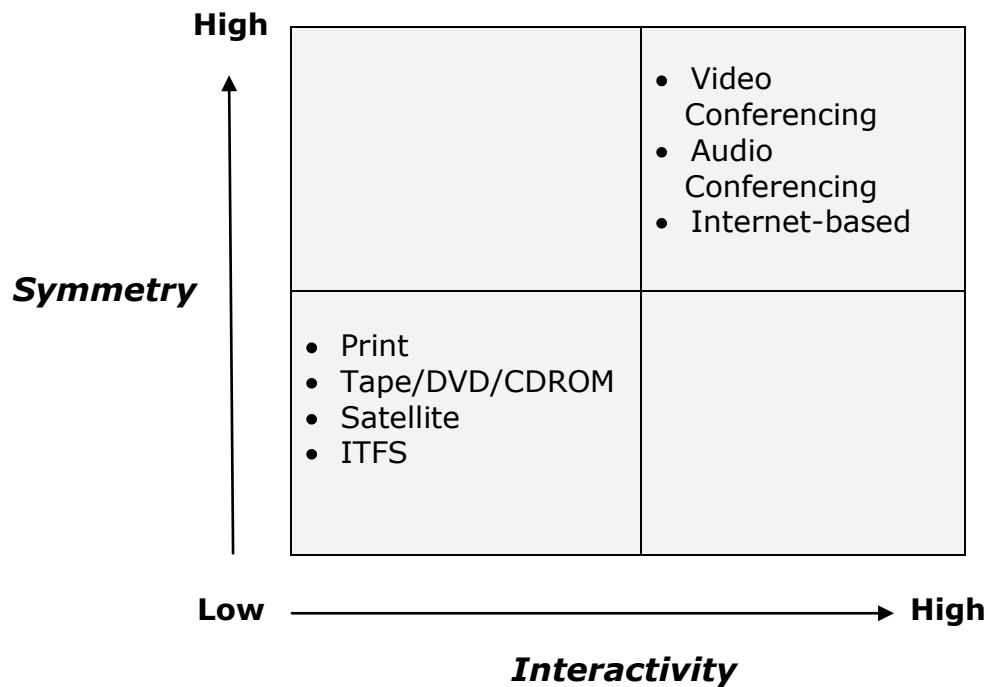 High
• Video
Conferencing
• Audio
Conferencing
• Internet-based
Symmetry
• Print
• Tape/DVD/CDROM
• Satellite
• ITFS
Low
High
Interactivity